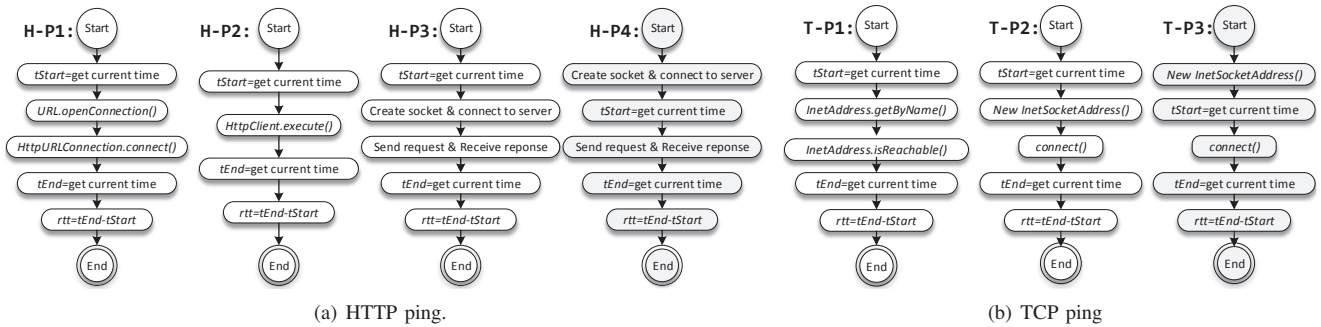 H-P1:
Start
tStart=get current time
URL.openConnection()
HttpURLConnection.connect()
tEnd=get current time
rtt=tEnd-tStart
End
H-P2:
Start
tStart=get current time
HttpClient.execute()
tEnd=get current time
rtt=tEnd-tStart
End
H-P3:
Start
tStart=get current time
Create socket & connect to server
Send request & Receive reponse
tEnd=get current time
rtt=tEnd-tStart
End
H-P4:
Start
Create socket & connect to server
tStart=get current time
Send request & Receive reponse
tEnd=get current time
rtt=tEnd-tStart
End
(a) HTTP ping.
T-P1:
Start
tStart=get current time
InetAddress.getByName()
InetAddress.isReachable()
tEnd=get current time
rtt=tEnd-tStart
End
T-P2:
Start
tStart=get current time
New InetSocketAddress()
connect()
tEnd=get current time
rtt=tEnd-tStart
End
T-P3:
Start
New InetSocketAddress()
tStart=get current time
connect()
tEnd=get current time
rtt=tEnd-tStart
End
(b) TCP ping